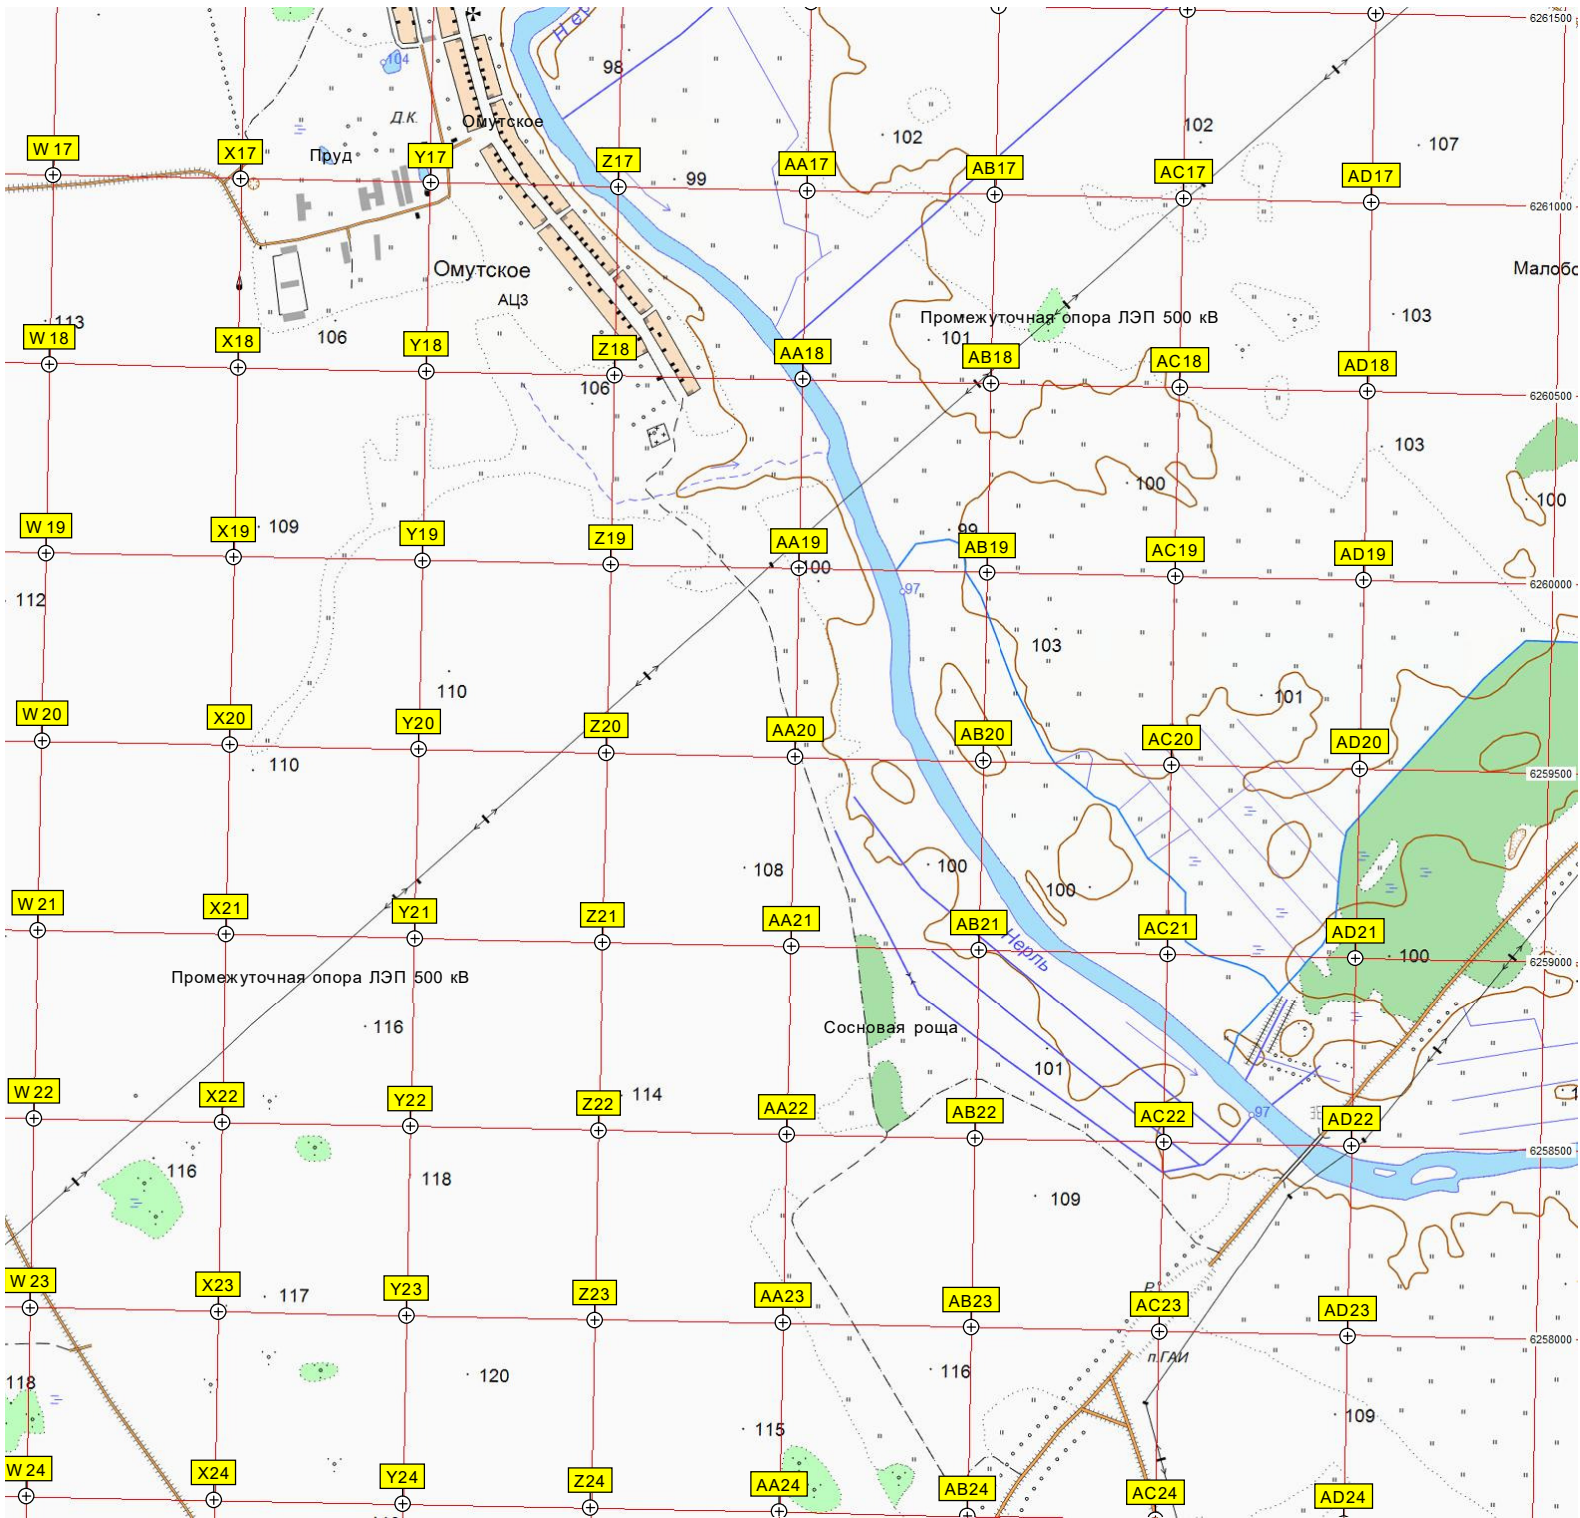 Нер
6261500
104
98
Д.К.
Омутское
102
102
107
W 17
X17
Пруд
Y17
Z17
99
AA17
AB17
AC17
AD17
6261000
Омутское
Малобо
АЦЗ
113
106
Промежуточная опора ЛЭП 500 кВ
101
103
W 18
X18
Y18
Z18
AA18
AB18
AC18
AD18
106
6260500
103
100
100
W 19
X19
109
Y19
Z19
AA19
99
AB19
AC19
AD19
100
6260000
97
112
103
110
101
W 20
X20
Y20
Z20
AA20
AB20
AC20
AD20
110
6259500
108
100
100
W 21
X21
Y21
Z21
AA21
AB21
AC21
AD21
Нерль
100
6259000
Промежуточная опора ЛЭП 500 кВ
116
Сосновая роща
101
W 22
X22
Y22
Z22
114
AA22
AB22
AC22
97
AD22
1
6258500
116
118
109
W 23
X23
117
Y23
Z23
AA23
AB23
Р.
AC23
AD23
6258000
п.ГАИ
118
120
116
109
115
W 24
X24
Y24
Z24
AA24
AB24
AC24
AD24